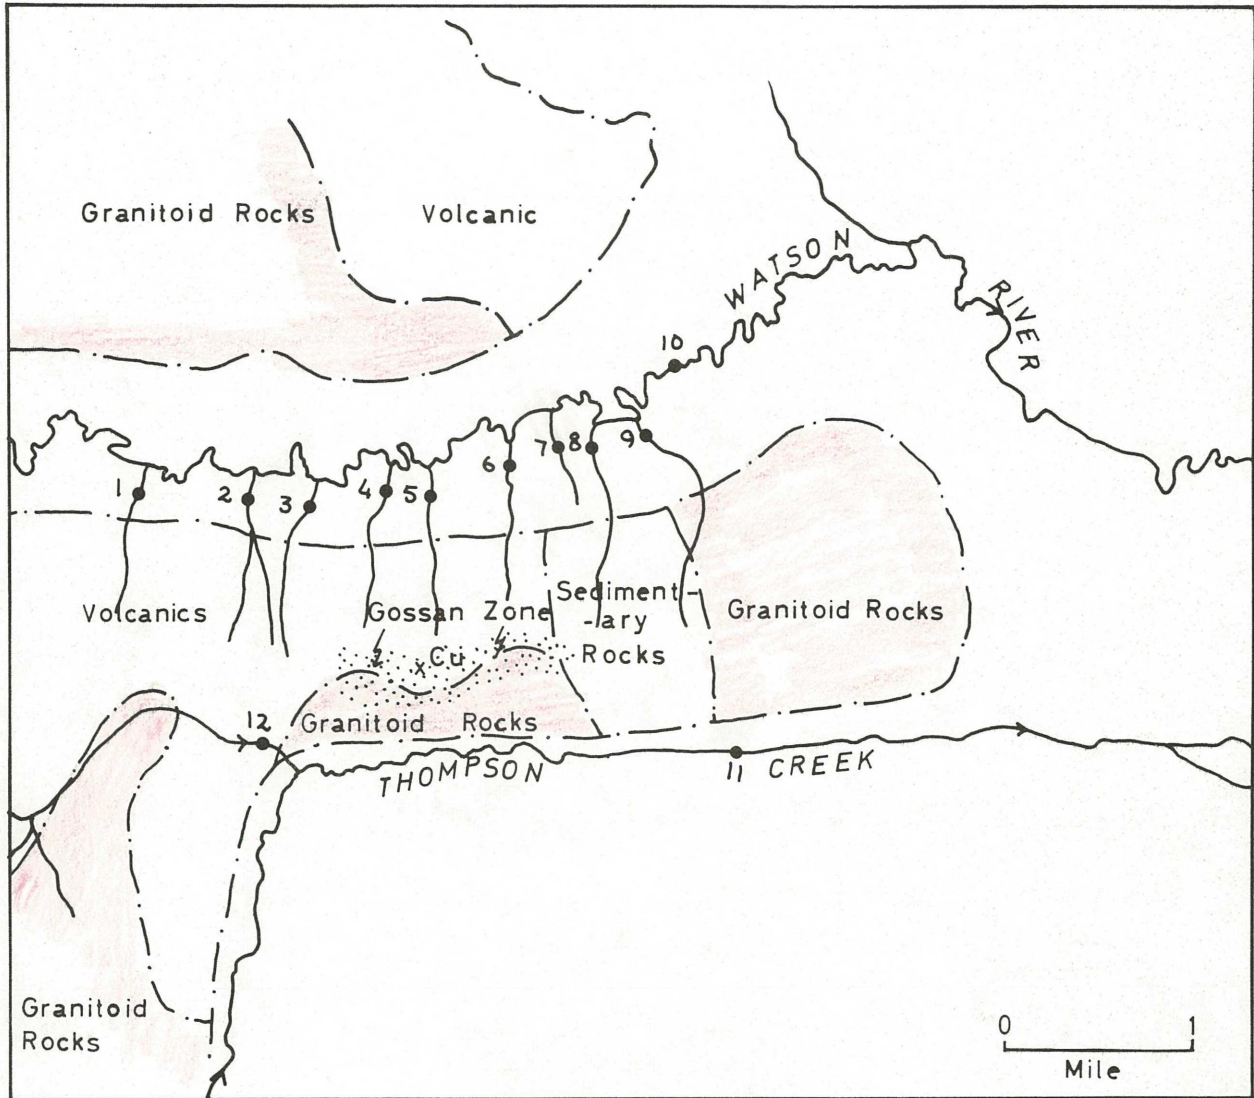 Granitoid Rocks
Volcanic
WATSON
RIVER
10
1
2
3
4
5
6
7
8
9
Volcanics
Gossan Zone
Cu
Sediment-
-ary
Rocks
Granitoid Rocks
Granitoid Rocks
12
THOMPSON
11
CREEK
Granitoid
Rocks
0
1
Mile